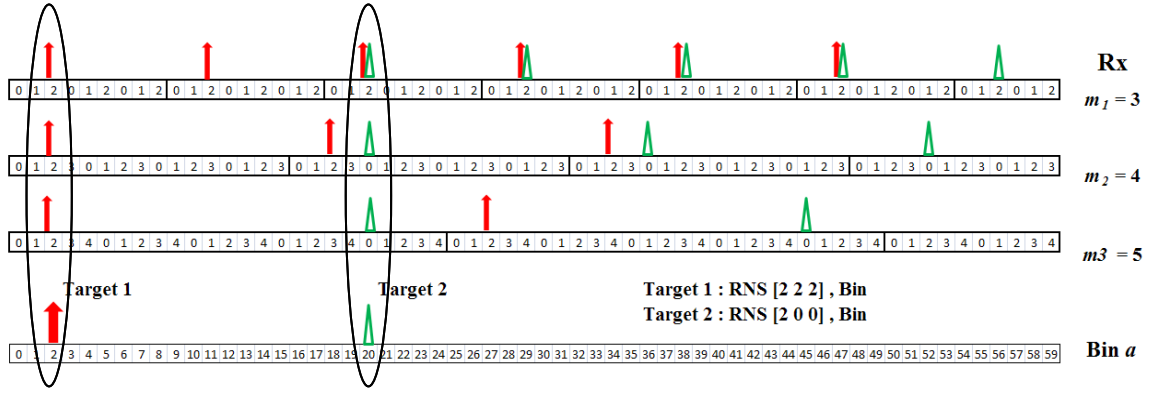 Rx
0 1 2 0 1 2 0 1 2 0 1 2 0 1 2 0 1 2 0 1 2 0 1 2 0 1 2 0 1 2 0 1 2 0 1 2 0 1 2 0 1 2 0 1 2 0 1 2 0 1 2 0 1 2 0 1 2 0 1 2
m1 = 3
0 1 2 3 0 1 2 3 0 1 2 3 0 1 2 3 0 1 2 3 0 1 2 3 0 1 2 3 0 1 2 3 0 1 2 3 0 1 2 3 0 1 2 3 0 1 2 3 0 1 2 3 0 1 2 3 0 1 2 3
m2 = 4
0 1 2 3 4 0 1 2 3 4 0 1 2 3 4 0 1 2 3 4 0 1 2 3 4 0 1 2 3 4 0 1 2 3 4 0 1 2 3 4 0 1 2 3 4 0 1 2 3 4 0 1 2 3 4 0 1 2 3 4
m3 = 5
Target 1
Target 2
Target 1 : RNS [2 2 2] , Bin
Target 2 : RNS [2 0 0] , Bin
0 1 2 3 4 5 6 7 8 9 10 11 12 13 14 15 16 17 18 19 20 21 22 23 24 25 26 27 28 29 30 31 32 33 34 35 36 37 38 39 40 41 42 43 44 45 46 47 48 49 50 51 52 53 54 55 56 57 58 59
Bin a